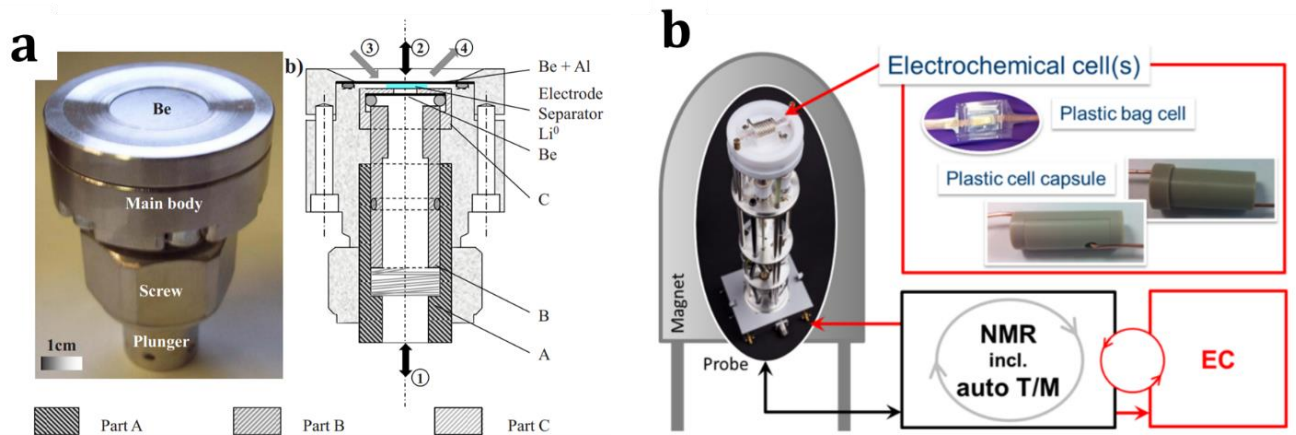 a
Be
Main body
Screw
Plunger
1cm
b)
③
②
④
Be + Al
Electrode
Separator
Li⁰
Be
C
B
A
①
Part A
Part B
Part C
b
Electrochemical cell(s)
Plastic bag cell
Plastic cell capsule
Magnet
Probe
NMR
incl.
auto T/M
EC